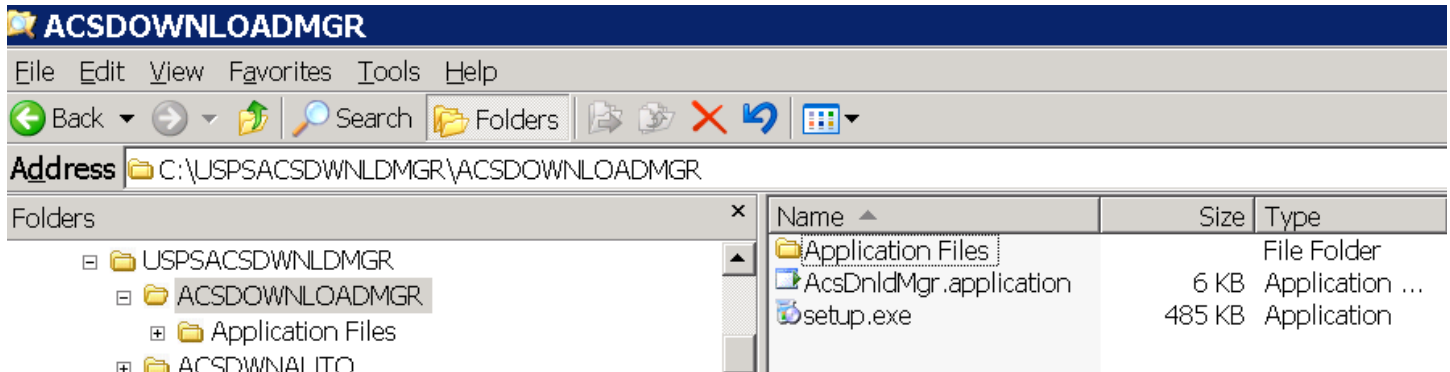 ACSDOWNLOADMGR
File Edit View Favorites Tools Help
Back Search Folders
Address C:\USPSACSDWNLDMGR\ACSDOWNLOADMGR
Folders x
USPSACSDWNLDMGR
ACSDOWNLOADMGR
Application Files
ACSDWNAUTO
Name Size Type
Application Files File Folder
AcsDnldMgr.application 6 KB Application ...
setup.exe 485 KB Application